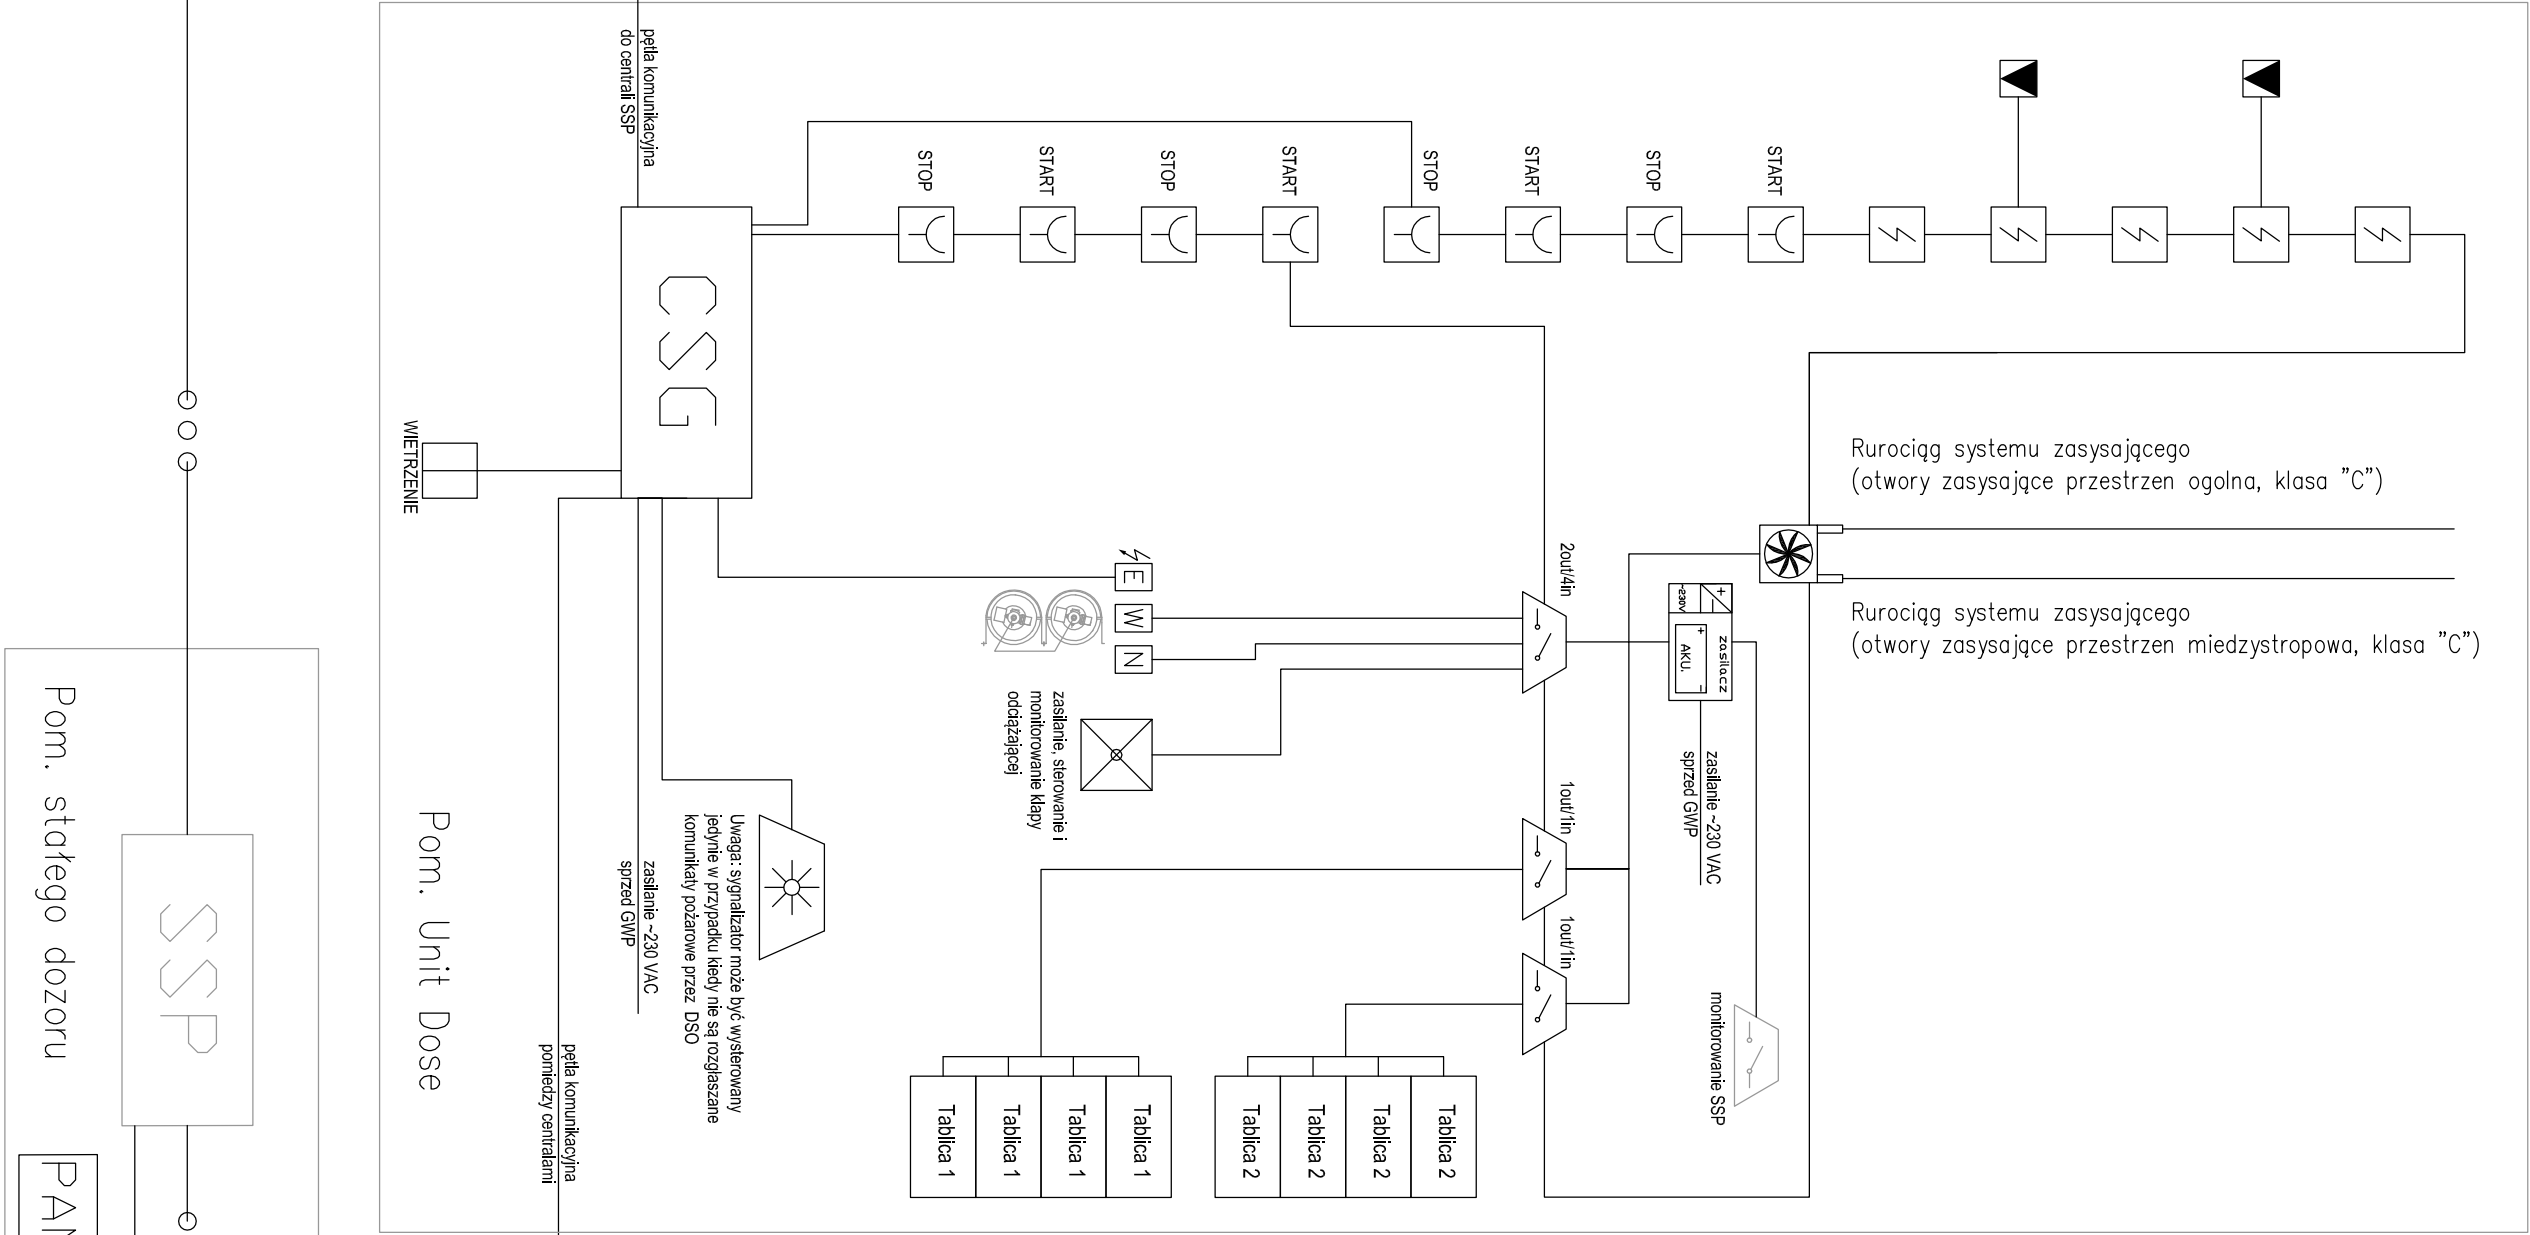 pętla komunikacyjna
do centrali SSP
STOP
START
STOP
START
STOP
START
STOP
START
CSG
WIETRZENIE
Rurociąg systemu zasysającego
(otwory zasysające przestrzen ogolna, klasa "C")
Rurociąg systemu zasysającego
(otwory zasysające przestrzen miedzystropowa, klasa "C")
E
W
N
2out/4in
~230V
+
zasilacz
+
AKU.
zasilanie, sterowanie i
monitorowanie klapy
odciążającej
zasilanie ~230 VAC
sprzed GWP
1out/1in
1out/1in
monitorowanie SSP
Uwaga: sygnalizator może być wysterowany
jedynie w przypadku kiedy nie są rozgłaszane
komunikaty pożarowe przez DSO
zasilanie ~230 VAC
sprzed GWP
Pom. Unit Dose
pętla komunikacyjna
pomiedzy centralami
Tablica 1
Tablica 1
Tablica 1
Tablica 1
Tablica 2
Tablica 2
Tablica 2
Tablica 2
Pom. stałego dozoru
SSP